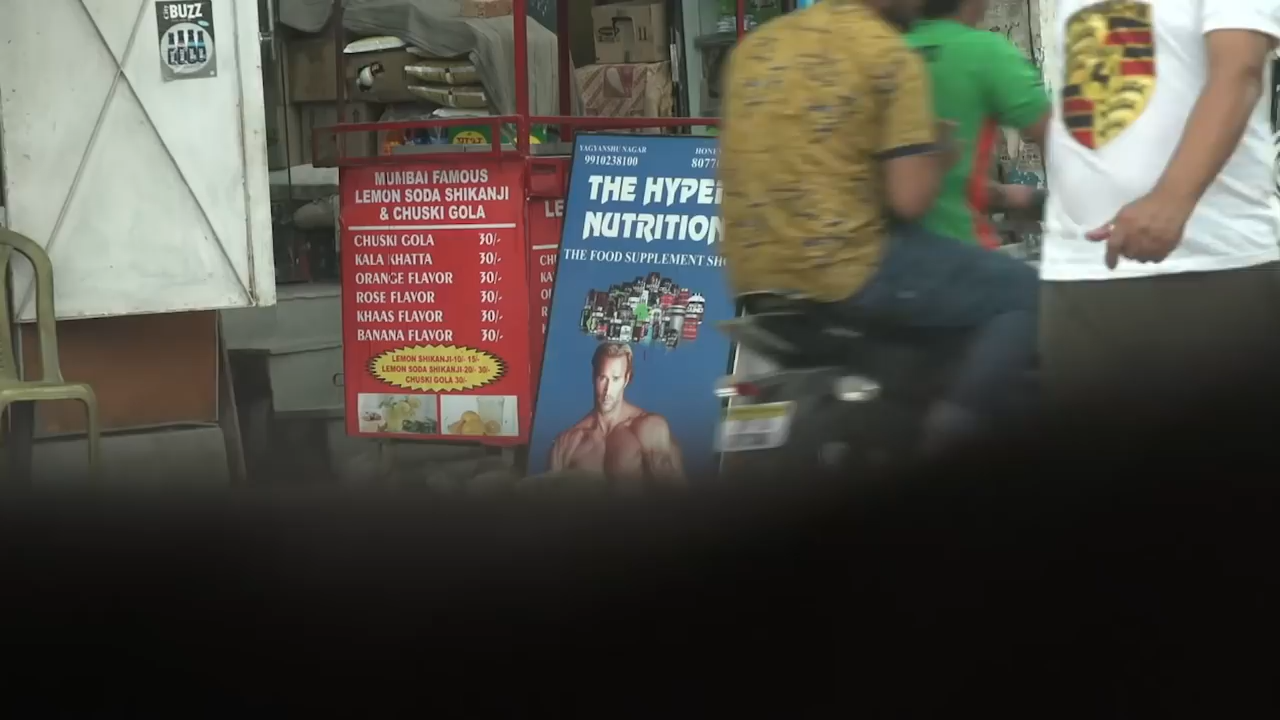 BUZZ
MUMBAI FAMOUS
LEMON SODA SHIKANJI
& CHUSKI GOLA
CHUSKI GOLA 30/-
KALA KHATTA 30/-
ORANGE FLAVOR 30/-
ROSE FLAVOR 30/-
KHAAS FLAVOR 30/-
BANANA FLAVOR 30/-
LEMON SHIKANJI-10/- 15/-
LEMON SODA SHIKANJI-20/- 30/-
CHUSKI GOLA 30/-
LE
YAGYANSHU NAGAR
9910238100
THE HYPE
NUTRITION
THE FOOD SUPPLEMENT